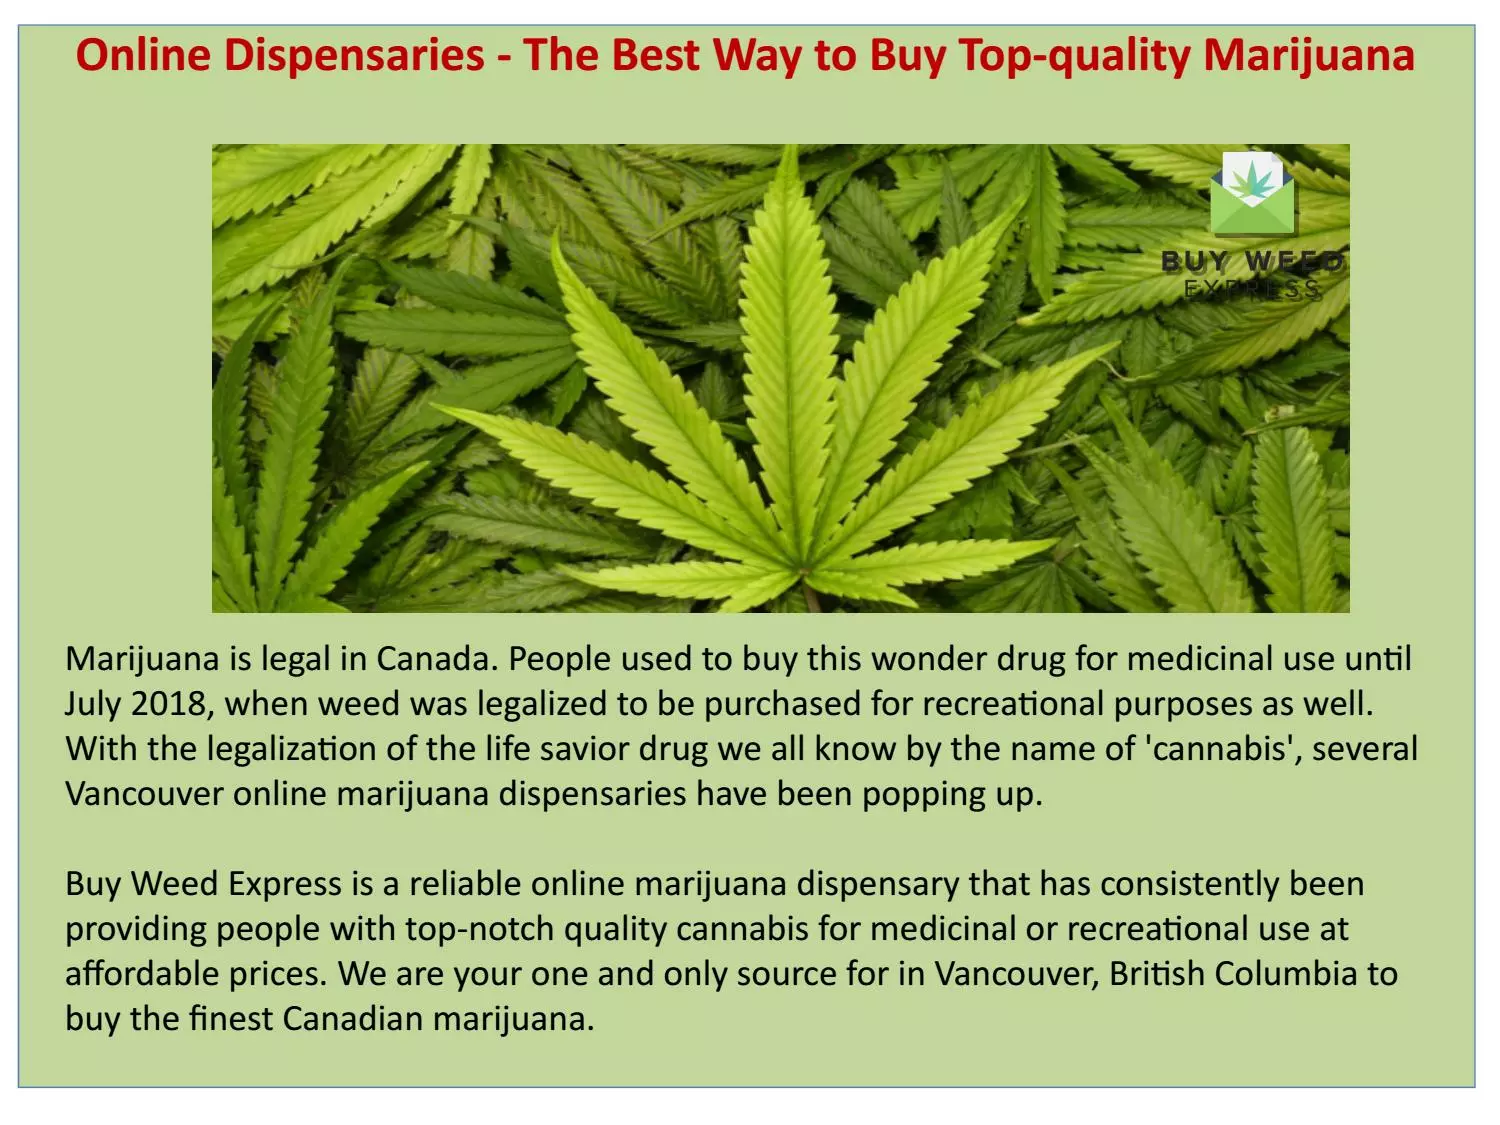 Online Dispensaries - The Best Way to Buy Top-quality Marijuana
BUY WEED
EXPRESS
Marijuana is legal in Canada. People used to buy this wonder drug for medicinal use until
July 2018, when weed was legalized to be purchased for recreational purposes as well.
With the legalization of the life savior drug we all know by the name of 'cannabis', several
Vancouver online marijuana dispensaries have been popping up.
Buy Weed Express is a reliable online marijuana dispensary that has consistently been
providing people with top-notch quality cannabis for medicinal or recreational use at
affordable prices. We are your one and only source for in Vancouver, British Columbia to
buy the finest Canadian marijuana.